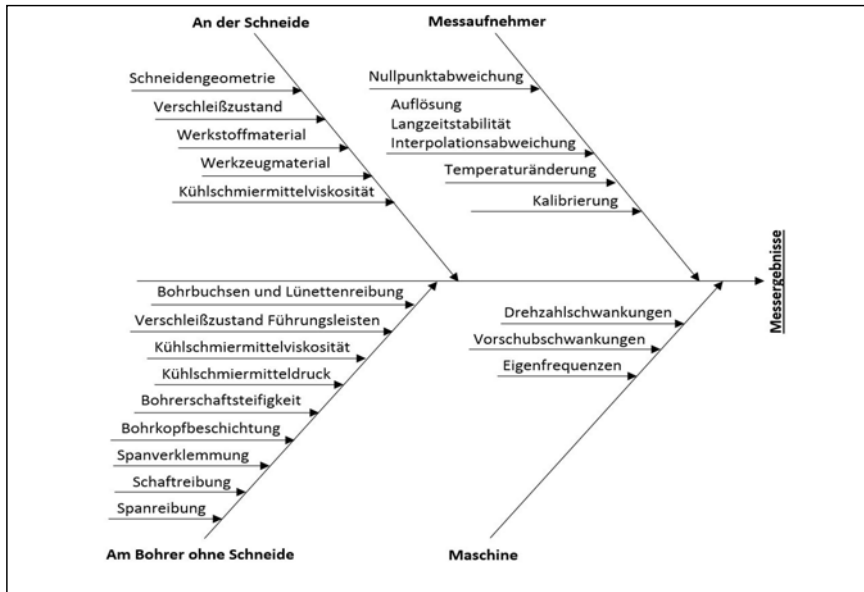 An der Schneide
Messaufnehmer
Schneidengeometrie
Verschleißzustand
Werkstoffmaterial
Werkzeugmaterial
Kühlschmiermittelviskosität
Nullpunktabweichung
Auflösung
Langzeitstabilität
Interpolationsabweichung
Temperaturänderung
Kalibrierung
Messergebnisse
Bohrbuchsen und Lünettenreibung
Verschleißzustand Führungsleisten
Kühlschmiermittelviskosität
Kühlschmiermitteldruck
Bohrerschaftsteifigkeit
Bohrkopfbeschichtung
Spanverklemmung
Schaftreibung
Spanreibung
Drehzahlschwankungen
Vorschubschwankungen
Eigenfrequenzen
Am Bohrer ohne Schneide
Maschine